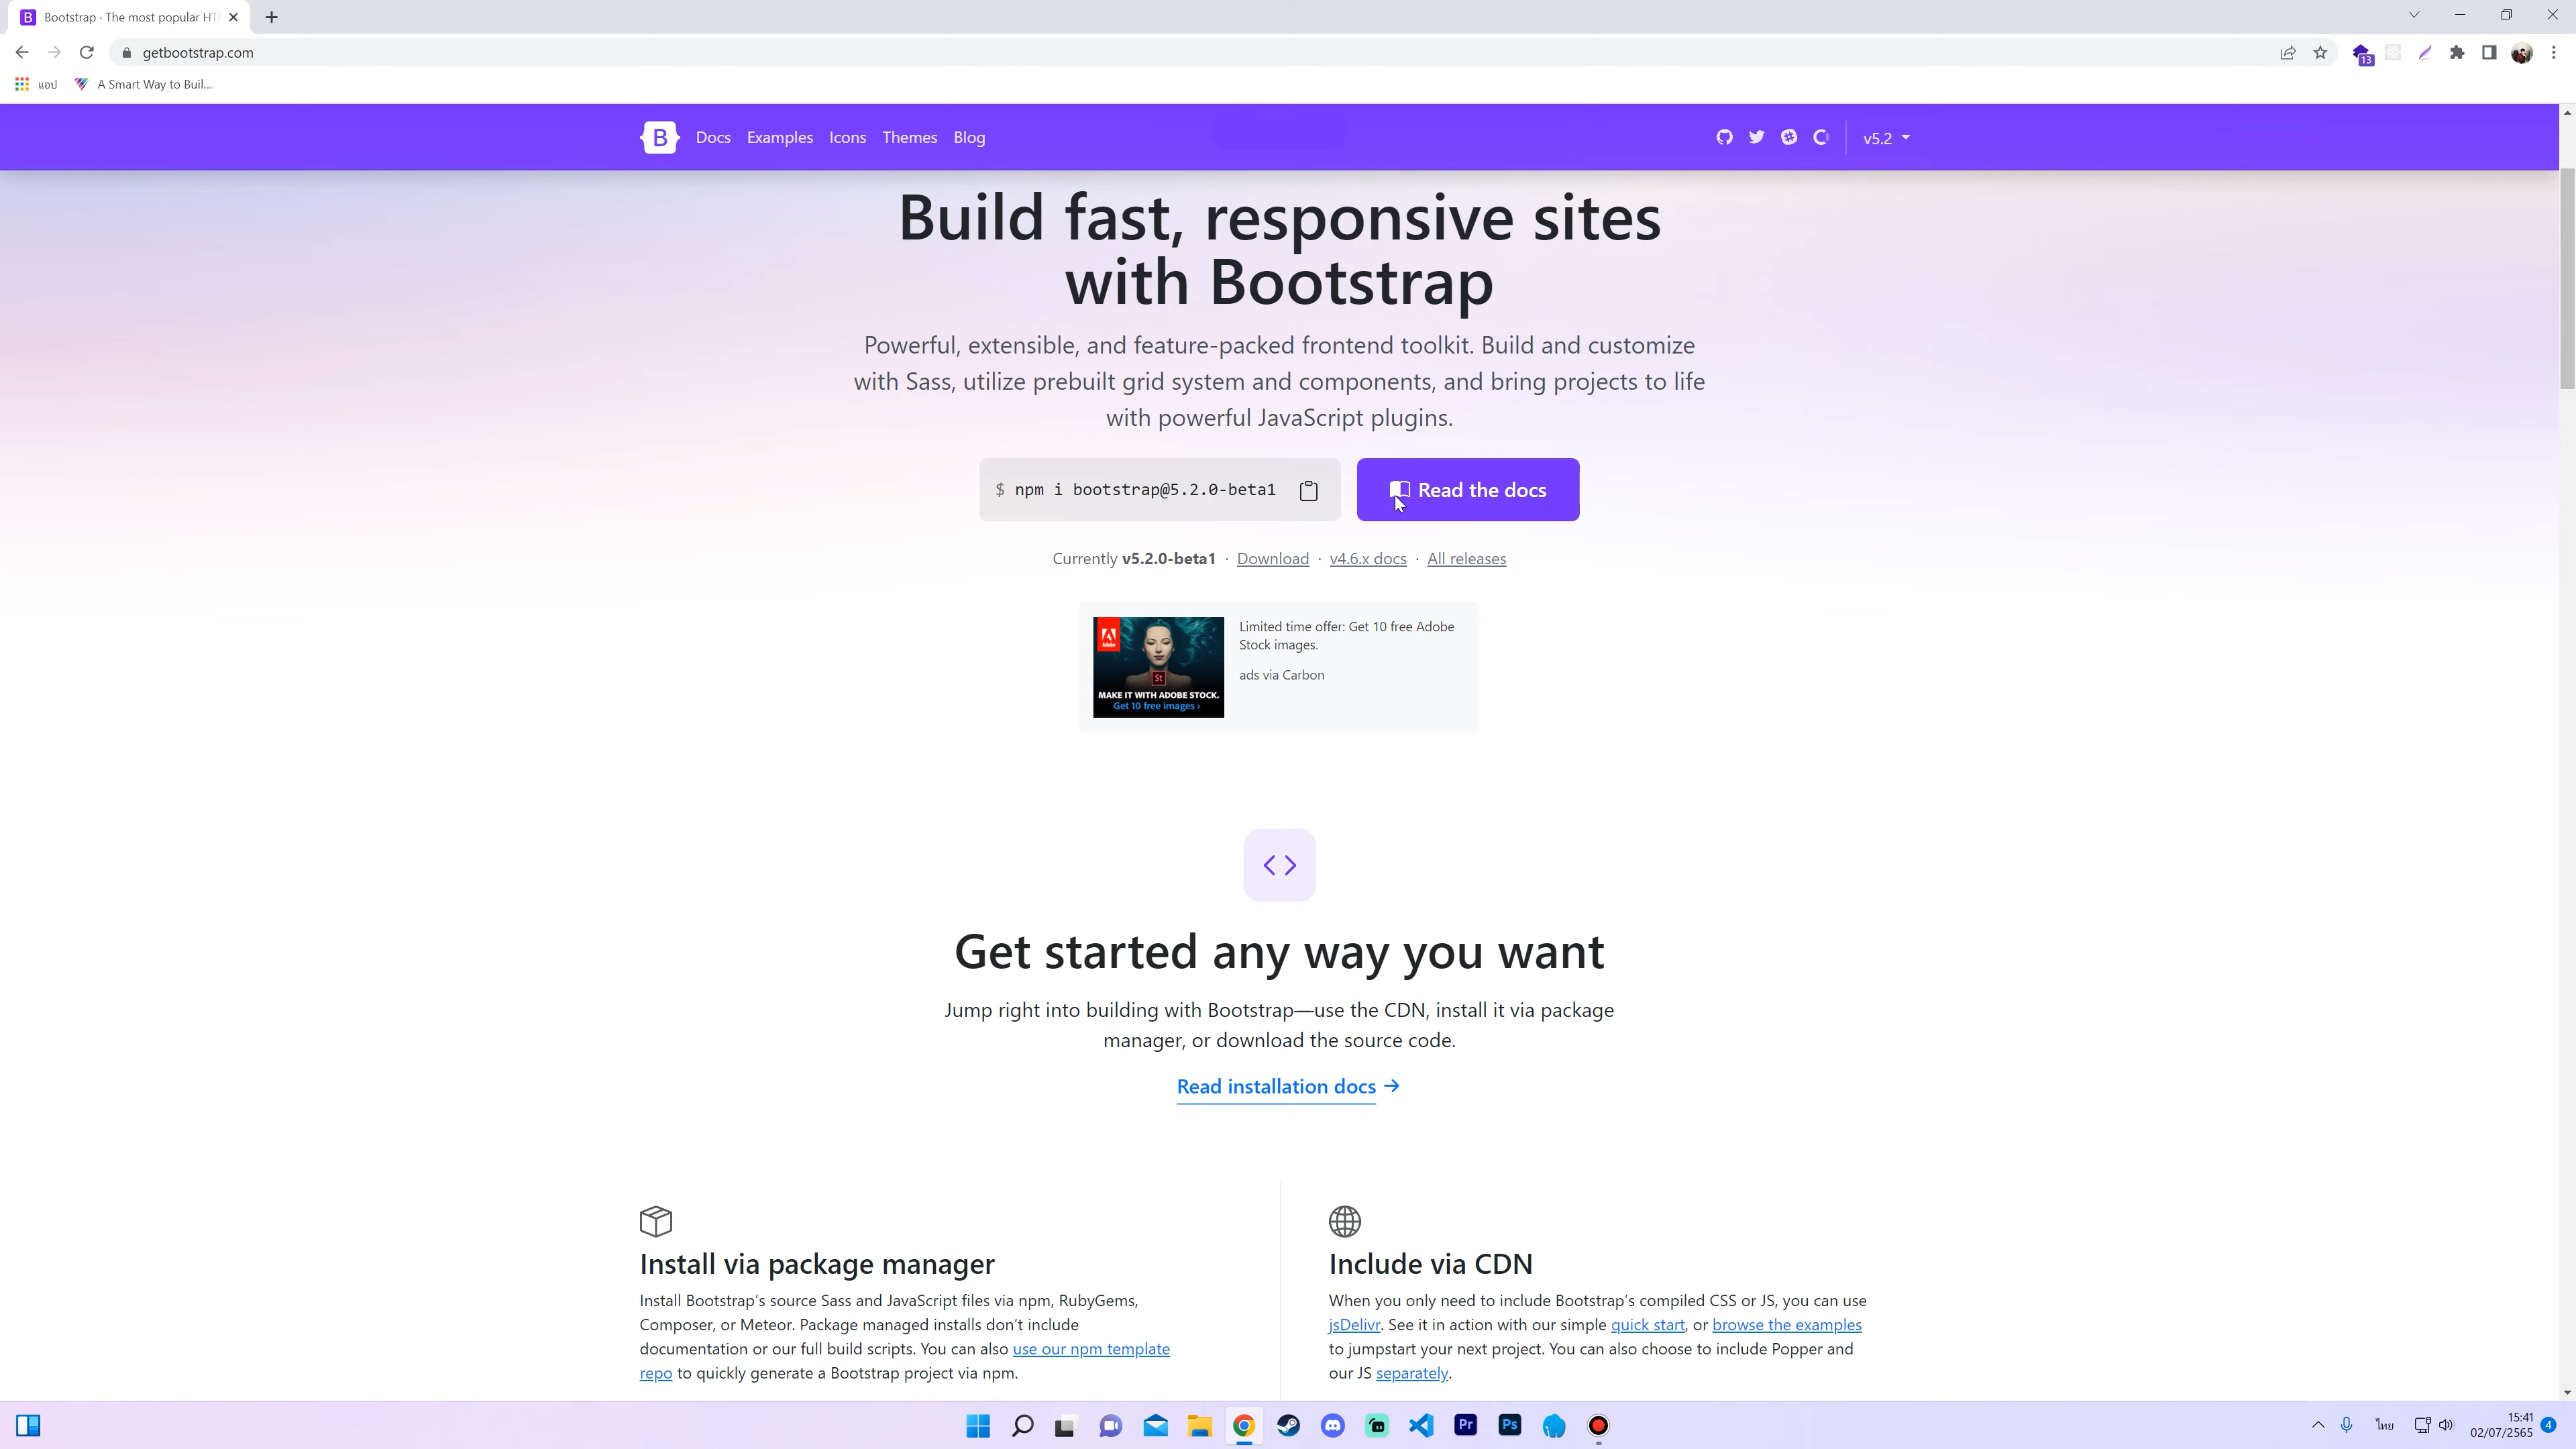 Bootstrap · The most popular HT
getbootstrap.com
13
แอป
A Smart Way to Buil...
B Docs Examples Icons Themes Blog
v5.2
Build fast, responsive sites
with Bootstrap
Powerful, extensible, and feature-packed frontend toolkit. Build and customize
with Sass, utilize prebuilt grid system and components, and bring projects to life
with powerful JavaScript plugins.
$ npm i bootstrap@5.2.0-beta1
Read the docs
Currently v5.2.0-beta1 · Download · v4.6.x docs · All releases
Adobe
St
MAKE IT WITH ADOBE STOCK.
Get 10 free images ›
Limited time offer: Get 10 free Adobe
Stock images.
ads via Carbon
Get started any way you want
Jump right into building with Bootstrap—use the CDN, install it via package
manager, or download the source code.
Read installation docs →
Install via package manager
Install Bootstrap's source Sass and JavaScript files via npm, RubyGems,
Composer, or Meteor. Package managed installs don't include
documentation or our full build scripts. You can also use our npm template
repo to quickly generate a Bootstrap project via npm.
Include via CDN
When you only need to include Bootstrap's compiled CSS or JS, you can use
jsDelivr. See it in action with our simple quick start, or browse the examples
to jumpstart your next project. You can also choose to include Popper and
our JS separately.
Pr
Ps
ไทย
15:41
02/07/2565
4